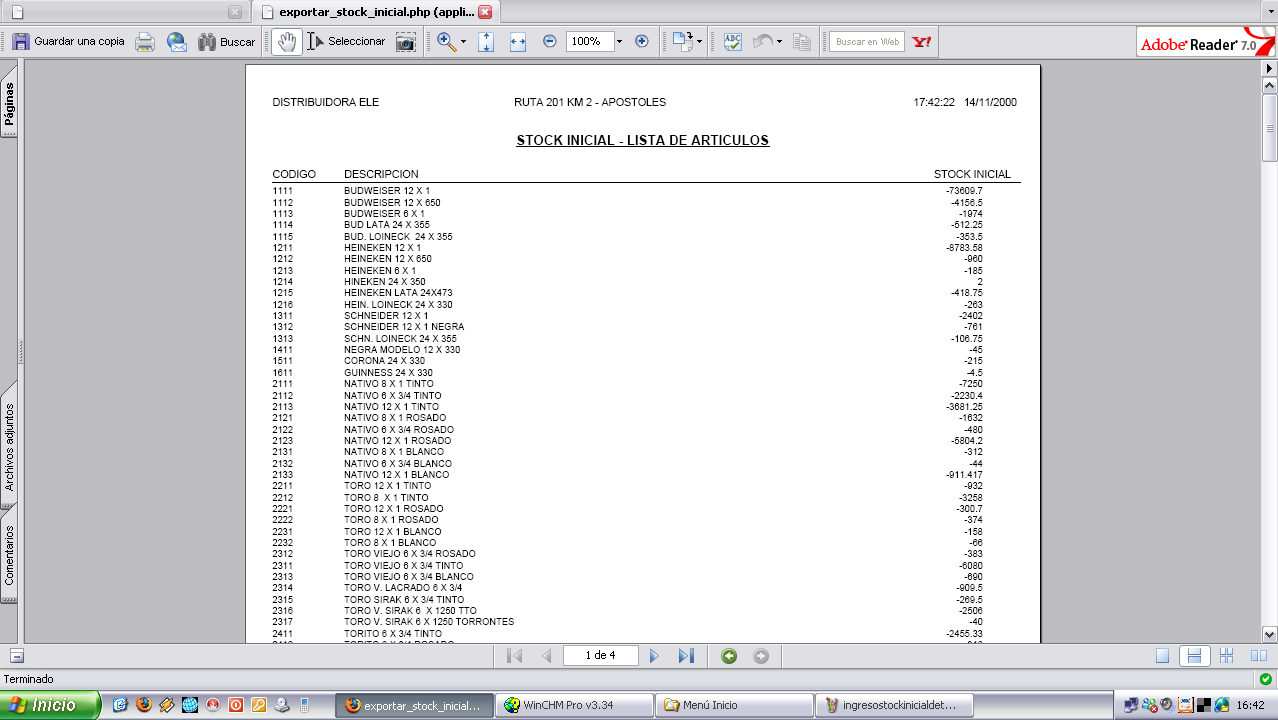 exportar_stock_inicial.php (appli...
Guardar una copia Buscar Seleccionar 100% Buscar en Web Y! Adobe Reader 7.0
Páginas
Archivos adjuntos
Comentarios
DISTRIBUIDORA ELE RUTA 201 KM 2 - APOSTOLES 17:42:22 14/11/2000
STOCK INICIAL - LISTA DE ARTICULOS
CODIGO DESCRIPCION STOCK INICIAL
1111 BUDWEISER 12 X 1 -73609.7
1112 BUDWEISER 12 X 650 -4156.5
1113 BUDWEISER 6 X 1 -1974
1114 BUD LATA 24 X 355 -512.25
1115 BUD. LOINECK 24 X 355 -353.5
1211 HEINEKEN 12 X 1 -8783.58
1212 HEINEKEN 12 X 650 -960
1213 HEINEKEN 6 X 1 -185
1214 HINEKEN 24 X 350 2
1215 HEINEKEN LATA 24X473 -418.75
1216 HEIN. LOINECK 24 X 330 -263
1311 SCHNEIDER 12 X 1 -2402
1312 SCHNEIDER 12 X 1 NEGRA -761
1313 SCHN. LOINECK 24 X 355 -106.75
1411 NEGRA MODELO 12 X 330 -45
1511 CORONA 24 X 330 -215
1611 GUINNESS 24 X 330 -4.5
2111 NATIVO 8 X 1 TINTO -7250
2112 NATIVO 6 X 3/4 TINTO -2230.4
2113 NATIVO 12 X 1 TINTO -3681.25
2121 NATIVO 8 X 1 ROSADO -1632
2122 NATIVO 6 X 3/4 ROSADO -480
2123 NATIVO 12 X 1 ROSADO -5804.2
2131 NATIVO 8 X 1 BLANCO -312
2132 NATIVO 6 X 3/4 BLANCO -44
2133 NATIVO 12 X 1 BLANCO -911.417
2211 TORO 12 X 1 TINTO -932
2212 TORO 8 X 1 TINTO -3258
2221 TORO 12 X 1 ROSADO -300.7
2222 TORO 8 X 1 ROSADO -374
2231 TORO 12 X 1 BLANCO -158
2232 TORO 8 X 1 BLANCO -66
2312 TORO VIEJO 6 X 3/4 ROSADO -383
2311 TORO VIEJO 6 X 3/4 TINTO -6080
2313 TORO VIEJO 6 X 3/4 BLANCO -690
2314 TORO V. LACRADO 6 X 3/4 -909.5
2315 TORO SIRAK 6 X 3/4 TINTO -269.5
2316 TORO V. SIRAK 6 X 1250 TTO -2506
2317 TORO V. SIRAK 6 X 1250 TORRONTES -40
2411 TORITO 6 X 3/4 TINTO -2455.33
1 de 4
Terminado
Inicio exportar_stock_inicial... WinCHM Pro v3.34 Menú Inicio ingresostockinicialdet... 16:42